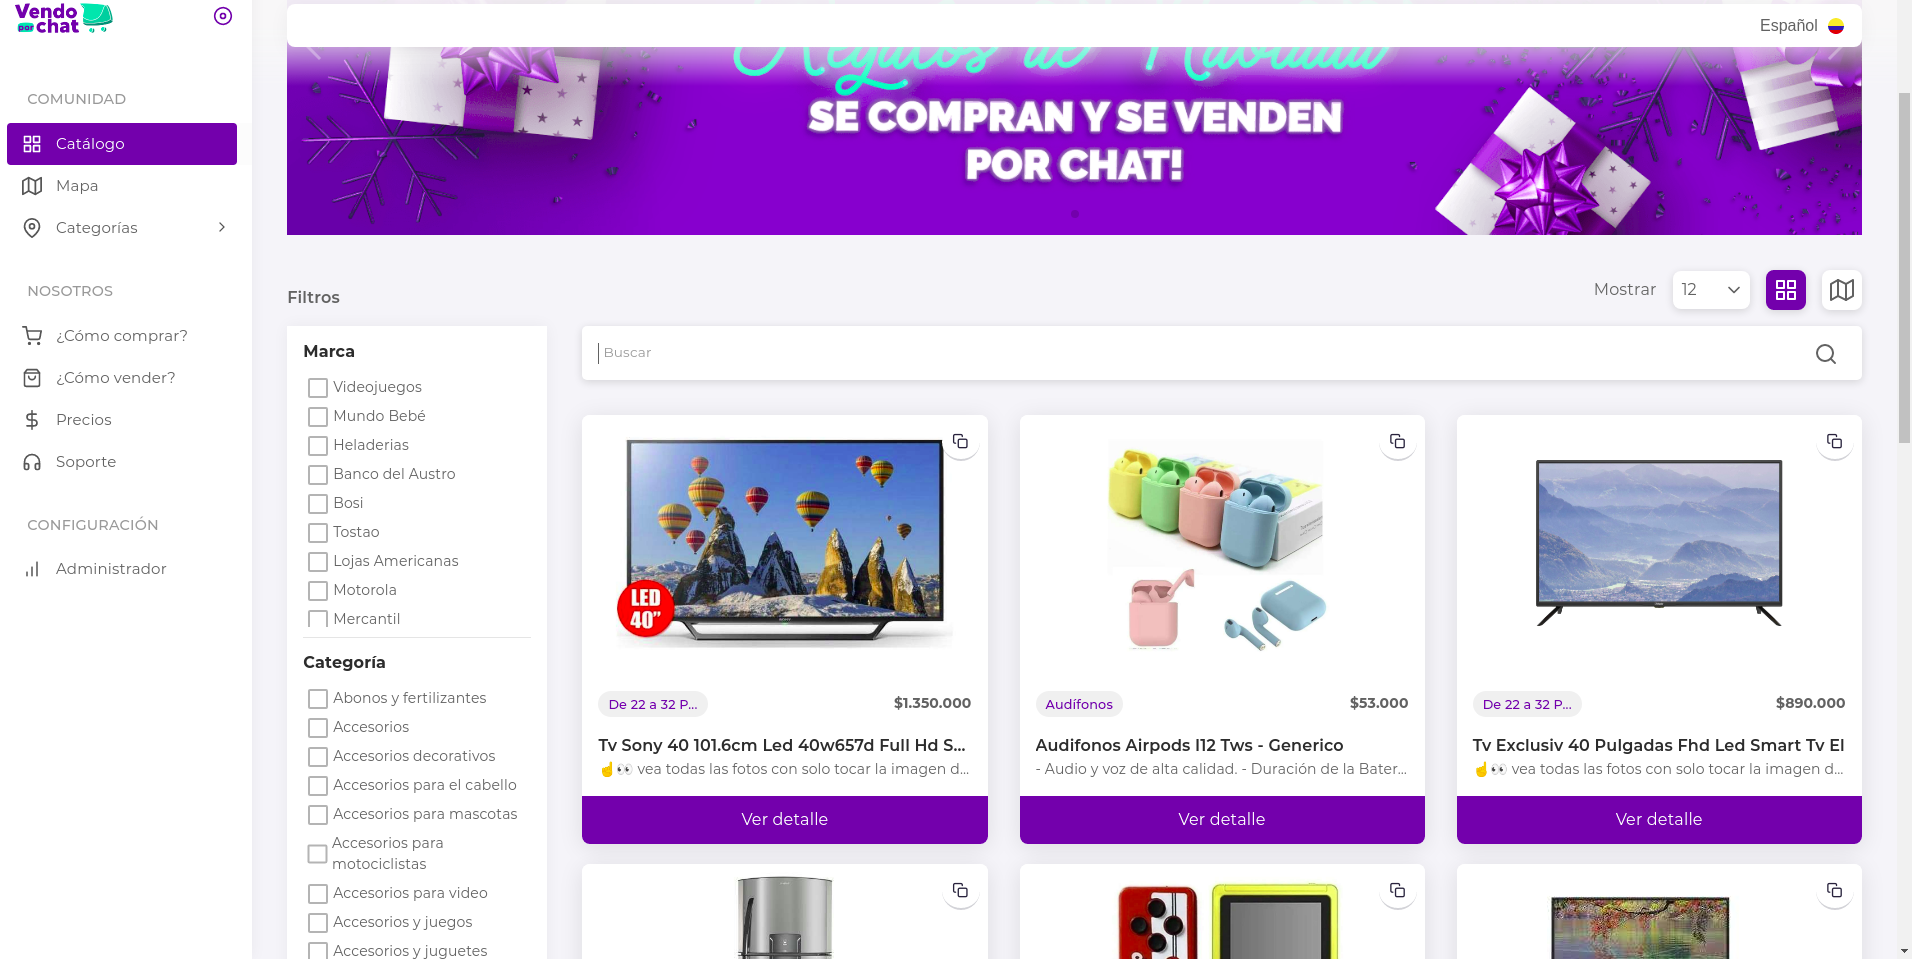 Vendo
por chat
COMUNIDAD
Catálogo
Mapa
Categorías
NOSOTROS
¿Cómo comprar?
¿Cómo vender?
Precios
Soporte
CONFIGURACIÓN
Administrador
Español
Regalos de Navidad
SE COMPRAN Y SE VENDEN
POR CHAT!
Filtros
Mostrar
12
Marca
Videojuegos
Mundo Bebé
Heladerias
Banco del Austro
Bosi
Tostao
Lojas Americanas
Motorola
Mercantil
Categoría
Abonos y fertilizantes
Accesorios
Accesorios decorativos
Accesorios para el cabello
Accesorios para mascotas
Accesorios para
motociclistas
Accesorios para video
Accesorios y juegos
Accesorios y juguetes
Buscar
LED
40”
De 22 a 32 P...
$1.350.000
Tv Sony 40 101.6cm Led 40w657d Full Hd S...
☝👀 vea todas las fotos con solo tocar la imagen d...
Ver detalle
Audífonos
$53.000
Audifonos Airpods I12 Tws - Generico
- Audio y voz de alta calidad. - Duración de la Bater...
Ver detalle
De 22 a 32 P...
$890.000
Tv Exclusiv 40 Pulgadas Fhd Led Smart Tv El
☝👀 vea todas las fotos con solo tocar la imagen d...
Ver detalle